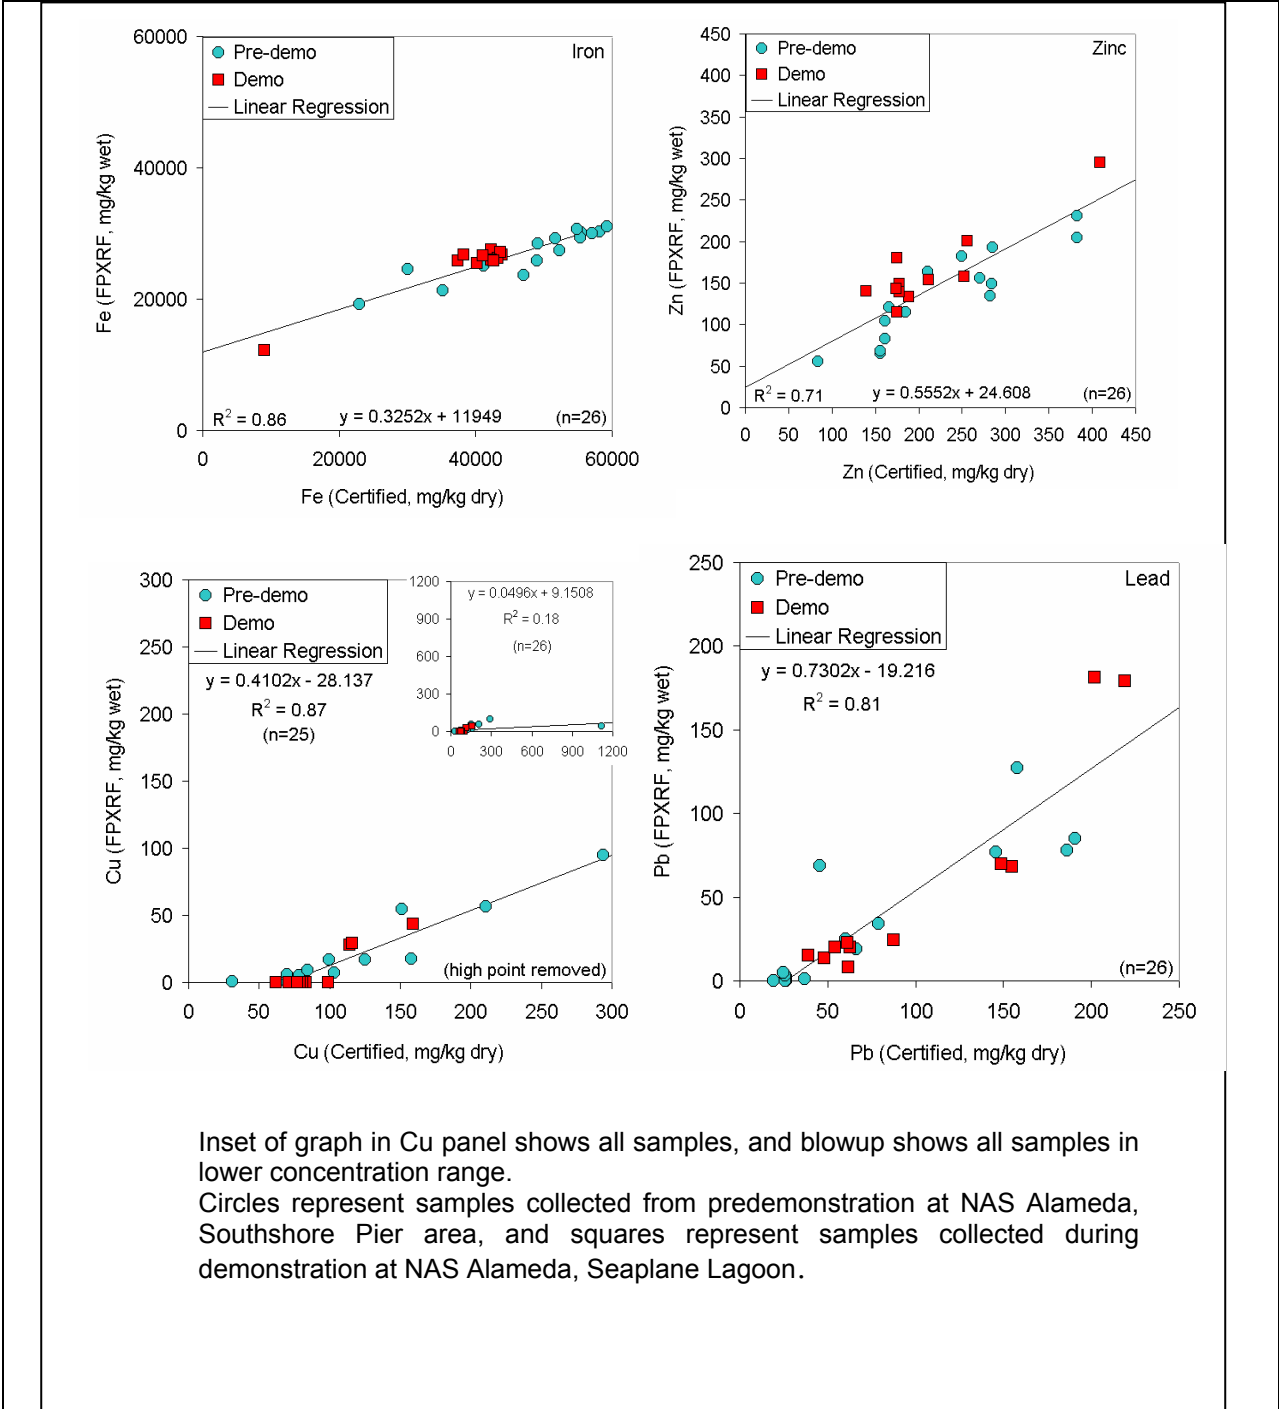 Iron
Pre-demo
Demo
Linear Regression
60000
40000
20000
0
Fe (FPXRF, mg/kg wet)
R² = 0.86
y = 0.3252x + 11949
(n=26)
0 20000 40000 60000
Fe (Certified, mg/kg dry)
Zinc
Pre-demo
Demo
Linear Regression
450
400
350
300
250
200
150
100
50
0
Zn (FPXRF, mg/kg wet)
R² = 0.71
y = 0.5552x + 24.608
(n=26)
0 50 100 150 200 250 300 350 400 450
Zn (Certified, mg/kg dry)
Pre-demo
Demo
Linear Regression
y = 0.4102x - 28.137
R² = 0.87
(n=25)
300
250
200
150
100
50
0
Cu (FPXRF, mg/kg wet)
1200
900
600
300
0
y = 0.0496x + 9.1508
R² = 0.18
(n=26)
0 300 600 900 1200
(high point removed)
0 50 100 150 200 250 300
Cu (Certified, mg/kg dry)
Lead
Pre-demo
Demo
Linear Regression
y = 0.7302x - 19.216
R² = 0.81
250
200
150
100
50
0
Pb (FPXRF, mg/kg wet)
(n=26)
0 50 100 150 200 250
Pb (Certified, mg/kg dry)
Inset of graph in Cu panel shows all samples, and blowup shows all samples in
lower concentration range.
Circles represent samples collected from predemonstration at NAS Alameda,
Southshore Pier area, and squares represent samples collected during
demonstration at NAS Alameda, Seaplane Lagoon.